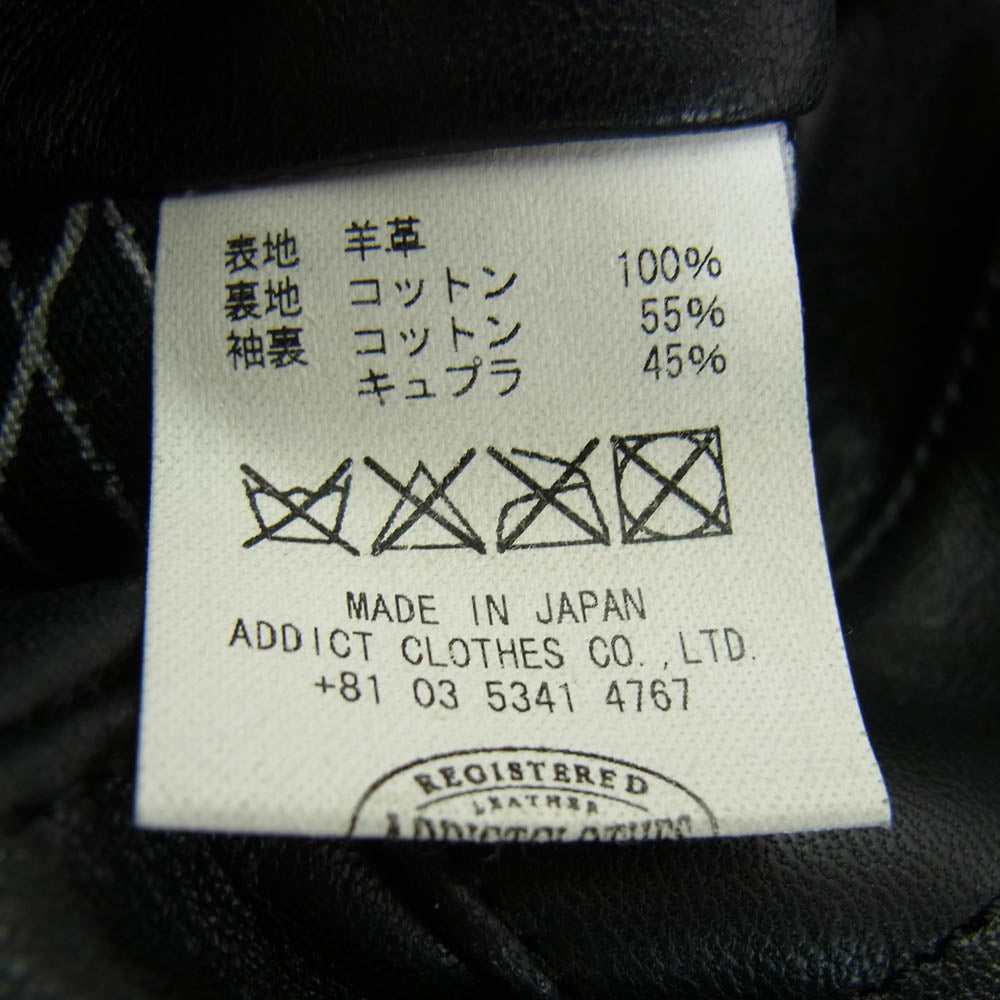 表地 羊革
裏地 コットン 100%
袖裏 コットン 55%
キュプラ 45%
MADE IN JAPAN
ADDICT CLOTHES CO.,LTD.
+81 03 5341 4767
REGISTERED
LEATHER
ADDICTCLOTHES